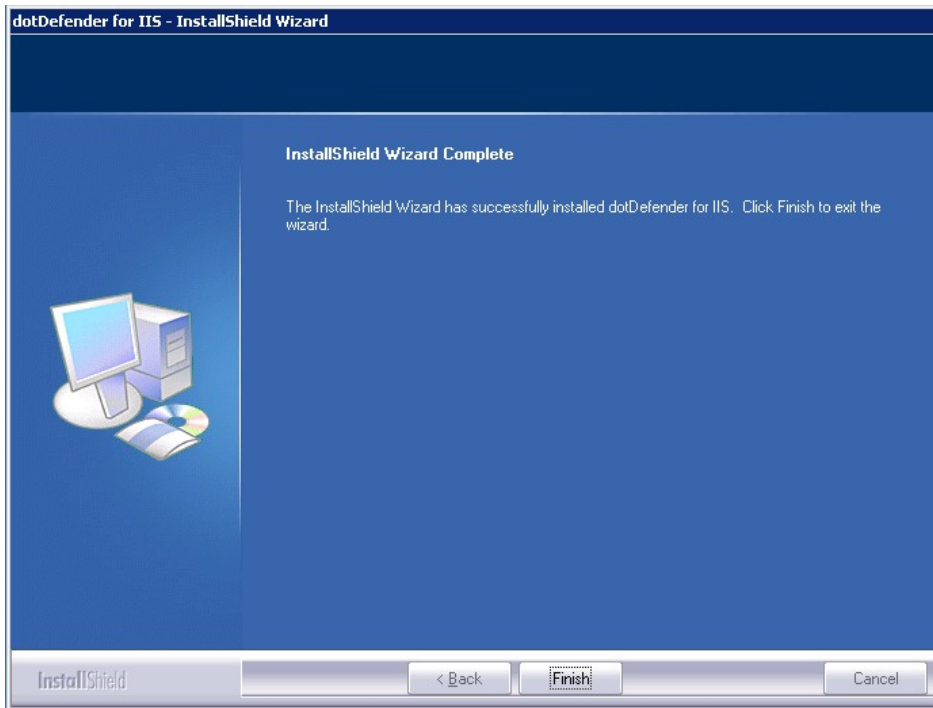 dotDefender for IIS - InstallShield Wizard
InstallShield Wizard Complete
The InstallShield Wizard has successfully installed dotDefender for IIS. Click Finish to exit the
wizard.
InstallShield
< Back
Finish
Cancel